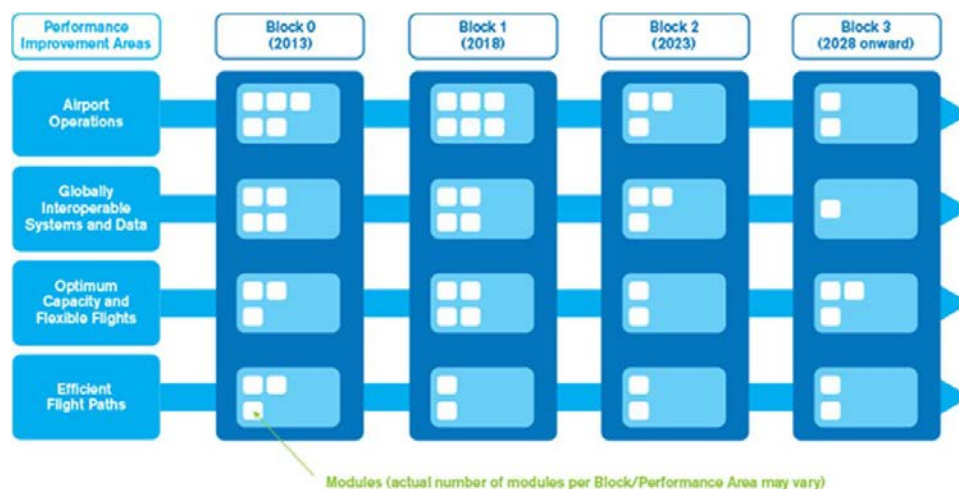 Performance
Improvement Areas
Block 0
(2013)
Block 1
(2018)
Block 2
(2023)
Block 3
(2028 onward)
Airport
Operations
Globally
Interoperable
Systems and Data
Optimum
Capacity and
Flexible Flights
Efficient
Flight Paths
Modules (actual number of modules per Block/Performance Area may vary)